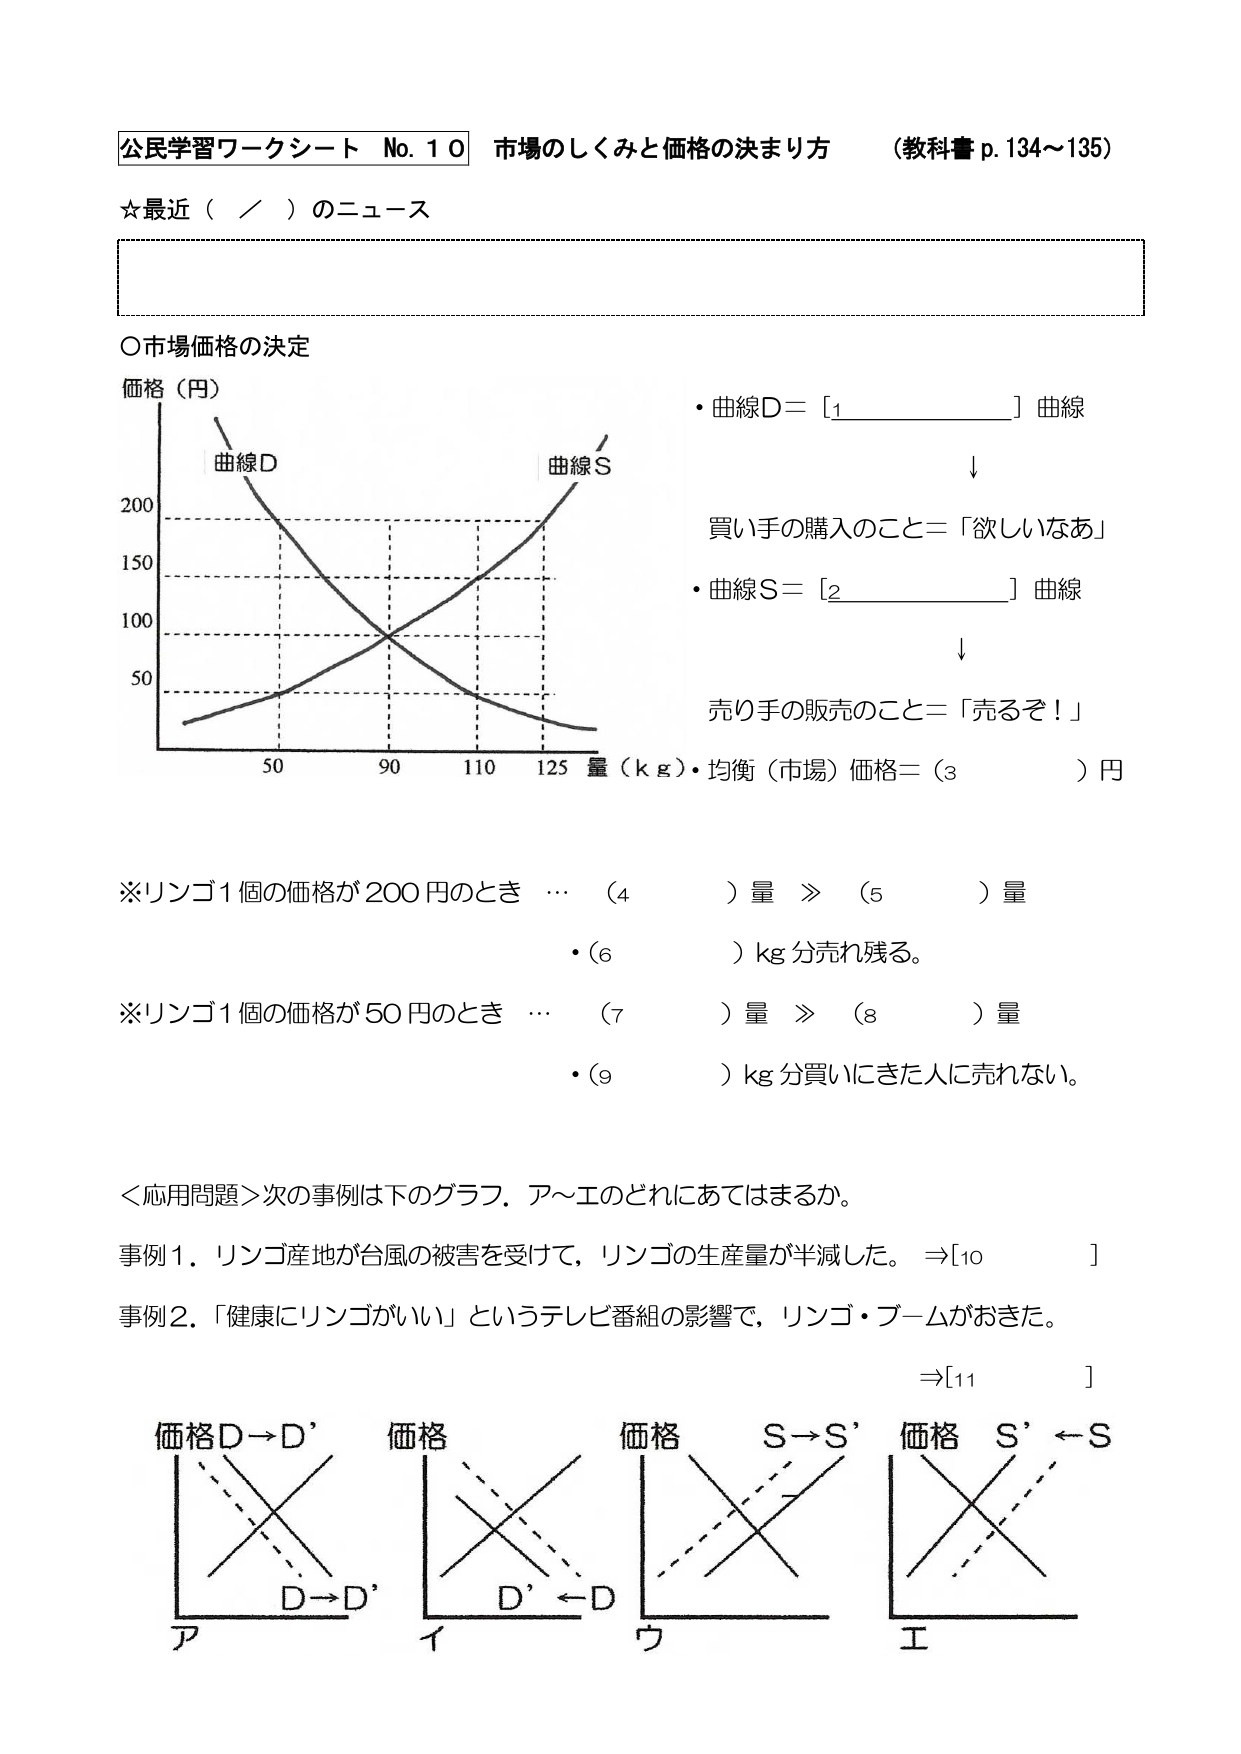 公民学習ワークシート　No.１０　市場のしくみと価格の決まり方　　（教科書 p.134～135）
☆最近（　／　）のニュース
〇市場価格の決定
価格（円）
曲線D
曲線S
200
150
100
50
50 90 110 125 量（ｋｇ）
・曲線D＝［1　　　　　　　］曲線
↓
買い手の購入のこと＝「欲しいなあ」
・曲線S＝［2　　　　　　　］曲線
↓
売り手の販売のこと＝「売るぞ！」
・均衡（市場）価格＝（3　　　　　）円
※リンゴ１個の価格が200円のとき　…　（4　　　　）量　≫　（5　　　　）量
・（6　　　　　）kg分売れ残る。
※リンゴ１個の価格が50円のとき　…　（7　　　　）量　≫　（8　　　　）量
・（9　　　　　）kg分買いにきた人に売れない。
＜応用問題＞次の事例は下のグラフ．ア～エのどれにあてはまるか。
事例１．リンゴ産地が台風の被害を受けて，リンゴの生産量が半減した。　⇒[10　　　　　]
事例２．「健康にリンゴがいい」というテレビ番組の影響で，リンゴ・ブームがおきた。
⇒[11　　　　　]
価格D→D’　価格　価格　S→S’　価格　S’←S
D→D’　D’←D
ア　イ　ウ　エ